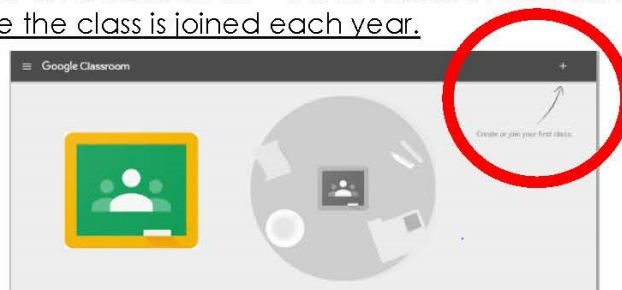 e the class is joined each year.
≡ Google Classroom +
Create or join your first class.